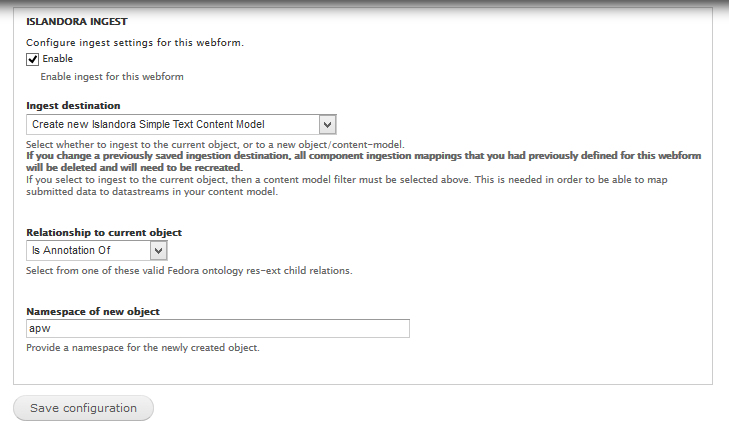 ISLANDORA INGEST
Configure ingest settings for this webform.
Enable
Enable ingest for this webform
Ingest destination
Create new Islandora Simple Text Content Model
Select whether to ingest to the current object, or to a new object/content-model.
If you change a previously saved ingestion destination, all component ingestion mappings that you had previously defined for this webform
will be deleted and will need to be recreated.
If you select to ingest to the current object, then a content model filter must be selected above. This is needed in order to be able to map
submitted data to datastreams in your content model.
Relationship to current object
Is Annotation Of
Select from one of these valid Fedora ontology res-ext child relations.
Namespace of new object
apw
Provide a namespace for the newly created object.
Save configuration